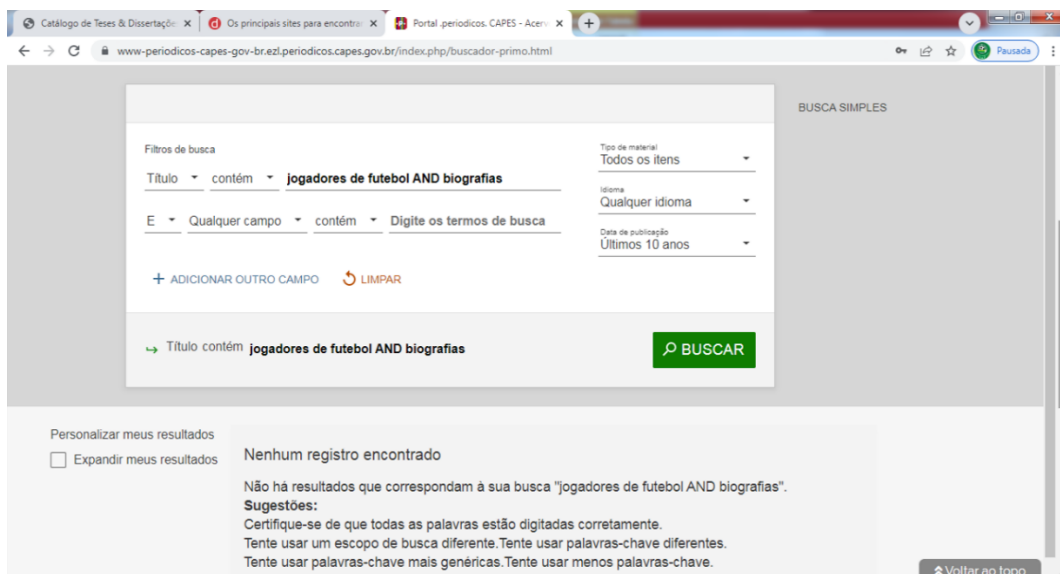 Catálogo de Teses & Dissertaçõe
Os principais sites para encontra
Portal .periodicos. CAPES - Acerv
www-periodicos-capes-gov-br.ezl.periodicos.capes.gov.br/index.php/buscador-primo.html
Pausada
BUSCA SIMPLES
Filtros de busca
Tipo de material
Todos os itens
Título contém jogadores de futebol AND biografias
Idioma
Qualquer idioma
E Qualquer campo contém Digite os termos de busca
Data de publicação
Últimos 10 anos
+ ADICIONAR OUTRO CAMPO LIMPAR
Título contém jogadores de futebol AND biografias
BUSCAR
Personalizar meus resultados
Expandir meus resultados
Nenhum registro encontrado
Não há resultados que correspondam à sua busca "jogadores de futebol AND biografias".
Sugestões:
Certifique-se de que todas as palavras estão digitadas corretamente.
Tente usar um escopo de busca diferente.Tente usar palavras-chave diferentes.
Tente usar palavras-chave mais genéricas.Tente usar menos palavras-chave.
Voltar ao topo